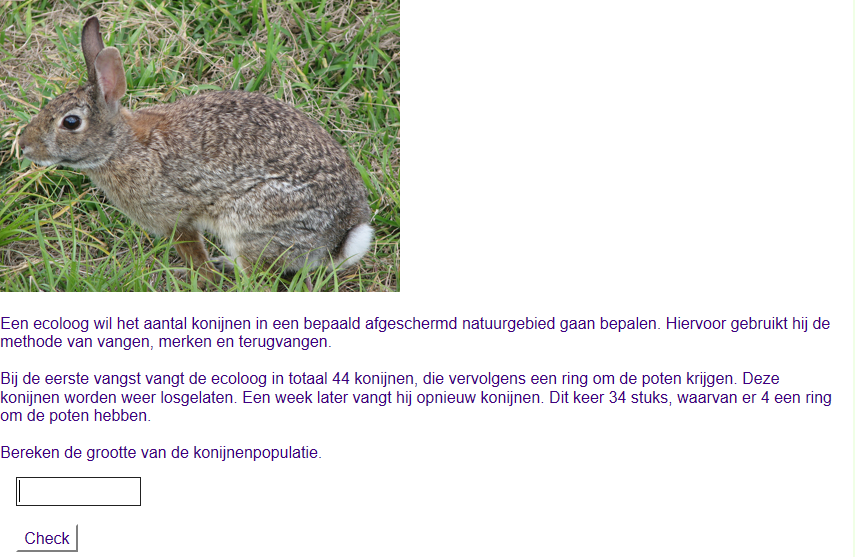 Een ecoloog wil het aantal konijnen in een bepaald afgeschermd natuurgebied gaan bepalen. Hiervoor gebruikt hij de
methode van vangen, merken en terugvangen.
Bij de eerste vangst vangt de ecoloog in totaal 44 konijnen, die vervolgens een ring om de poten krijgen. Deze
konijnen worden weer losgelaten. Een week later vangt hij opnieuw konijnen. Dit keer 34 stuks, waarvan er 4 een ring
om de poten hebben.
Bereken de grootte van de konijnenpopulatie.
Check